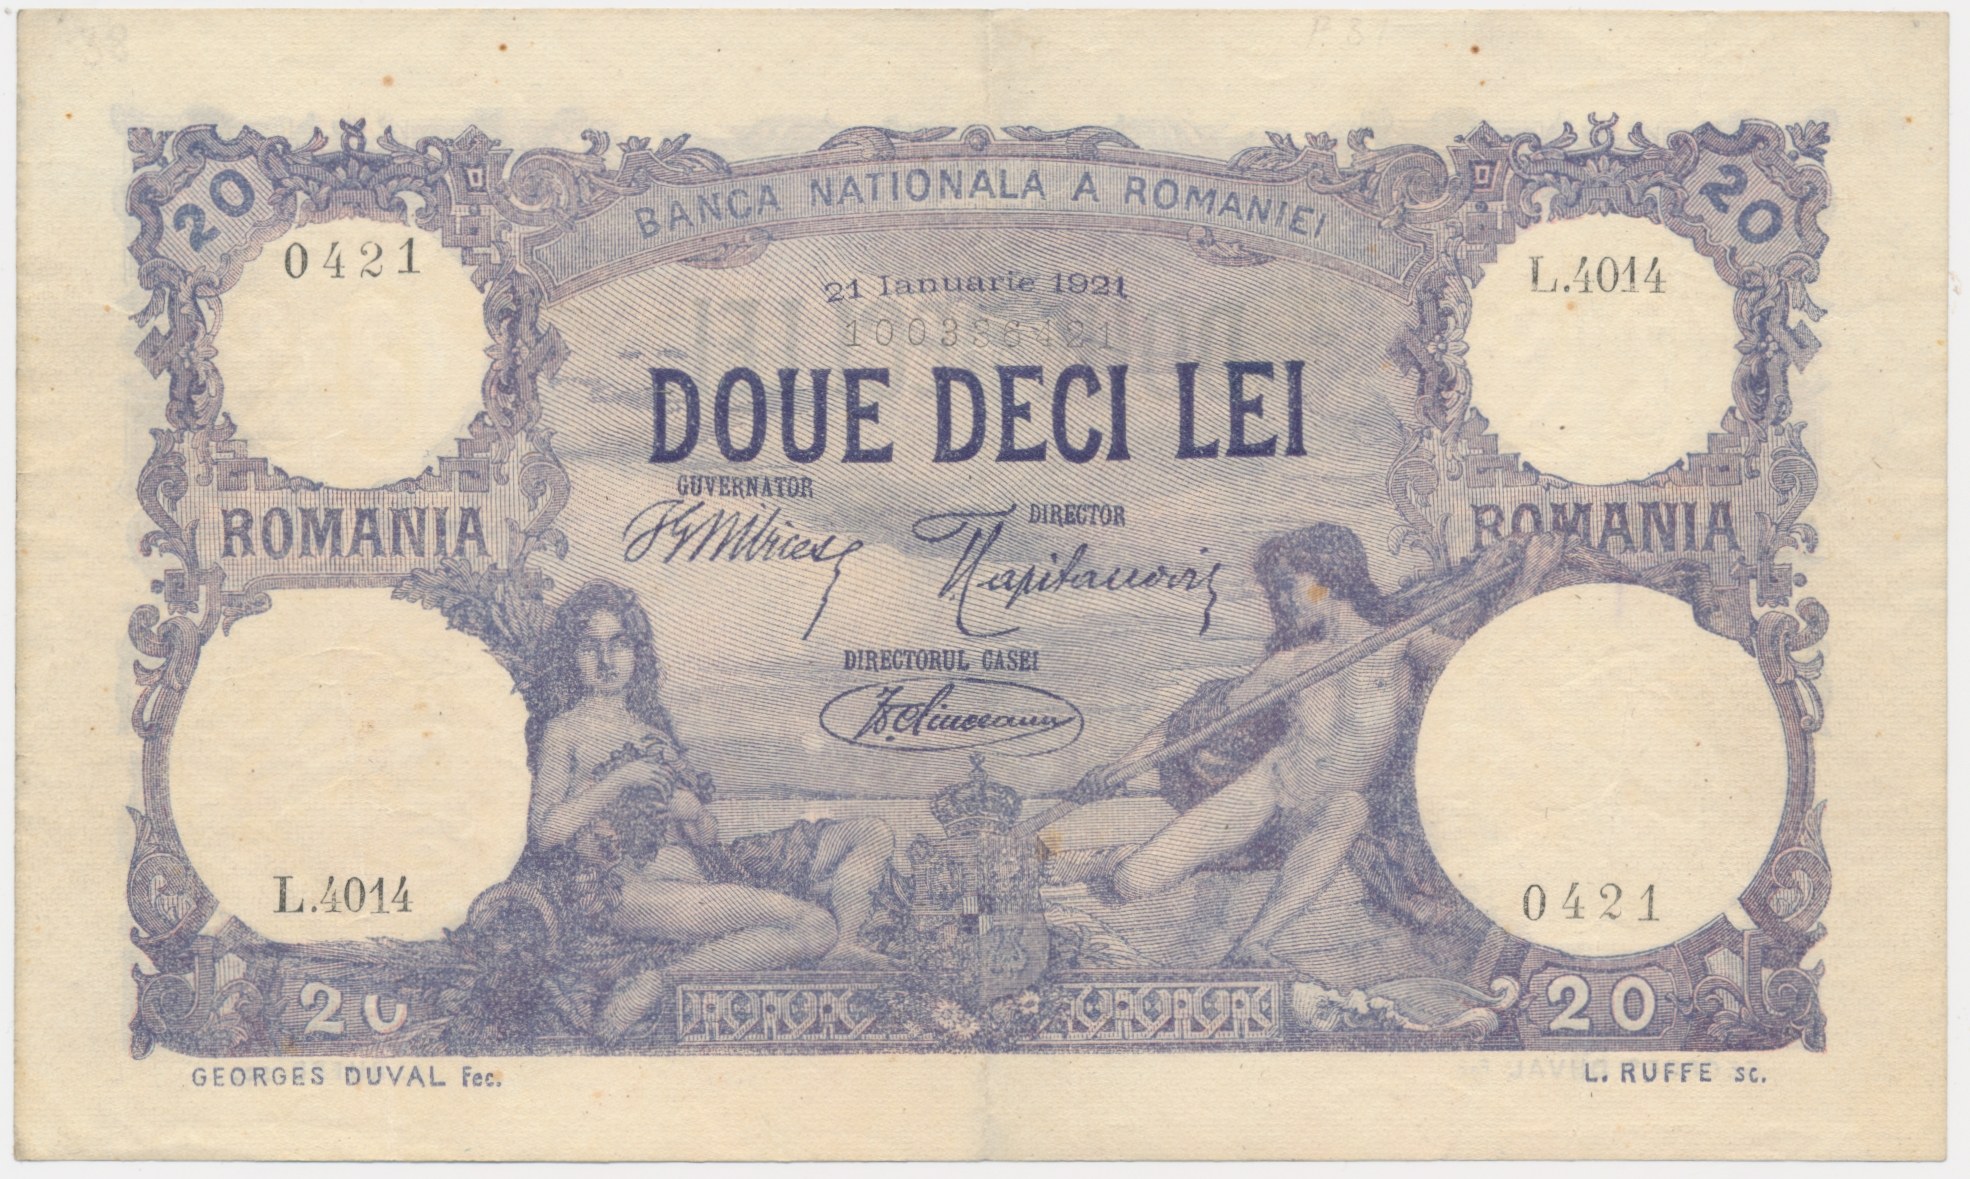 BANCA NATIONALA A ROMANIEI
20
20
0421
L.4014
21 Ianuarie 1921
100336421
DOUE DECI LEI
GUVERNATOR
DIRECTOR
ROMANIA
ROMANIA
DIRECTORUL CASEI
L.4014
0421
20
20
GEORGES DUVAL Fec.
L. RUFFE sc.